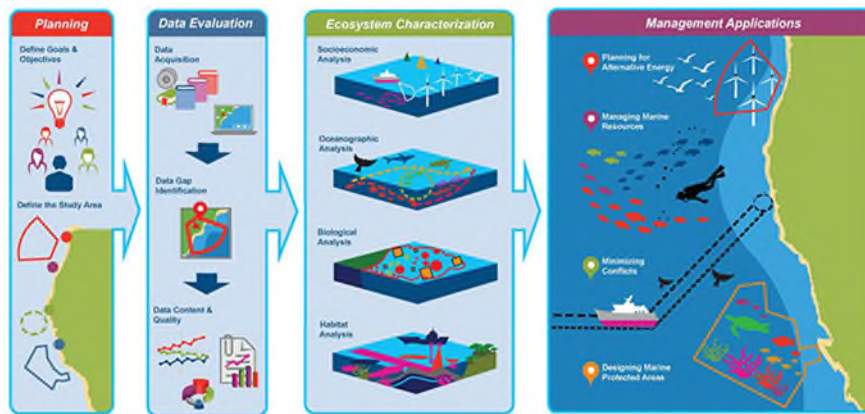 Planning
Define Goals &
Objectives
Define the Study Area
Data Evaluation
Data
Acquisition
Data Gap
Identification
Data Content &
Quality
Ecosystem Characterization
Socioeconomic
Analysis
Oceanographic
Analysis
Biological
Analysis
Habitat
Analysis
Management Applications
Planning for
Alternative Energy
Managing Marine
Resources
Minimizing
Conflicts
Designing Marine
Protected Areas